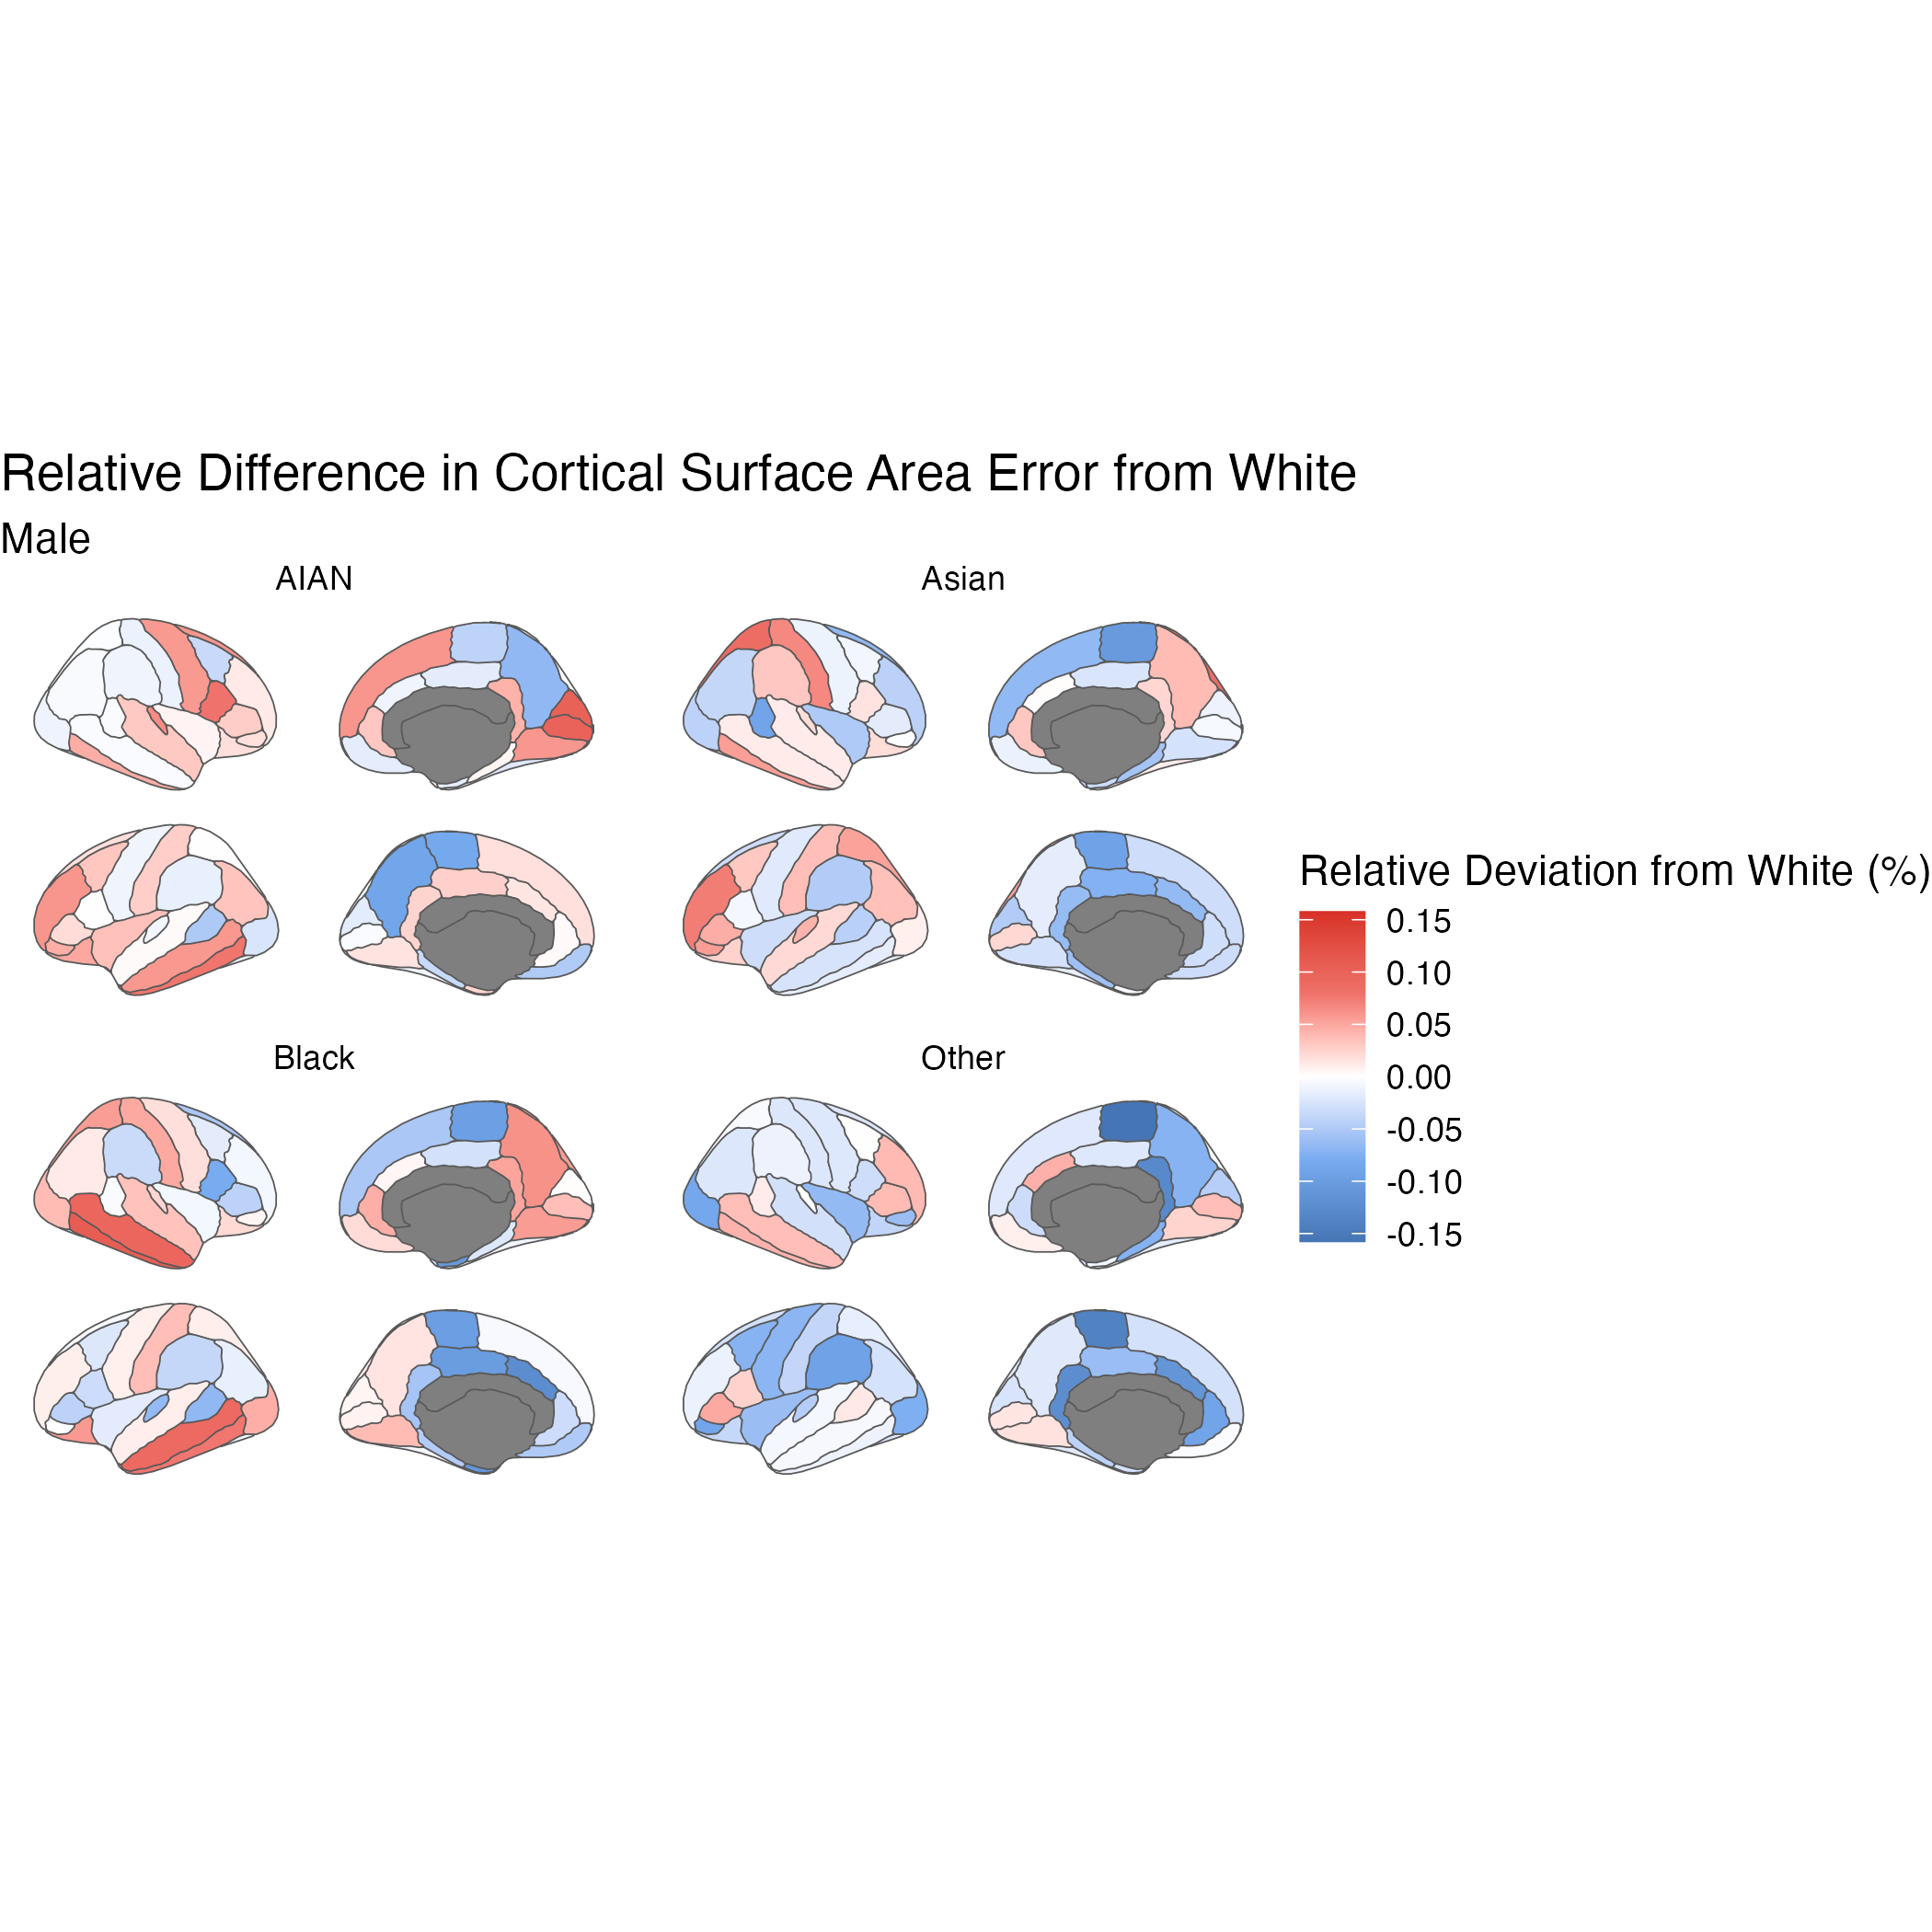 Relative Difference in Cortical Surface Area Error from White
Male
AIAN
Asian
Relative Deviation from White (%)
0.15
0.10
0.05
0.00
-0.05
-0.10
-0.15
Black
Other